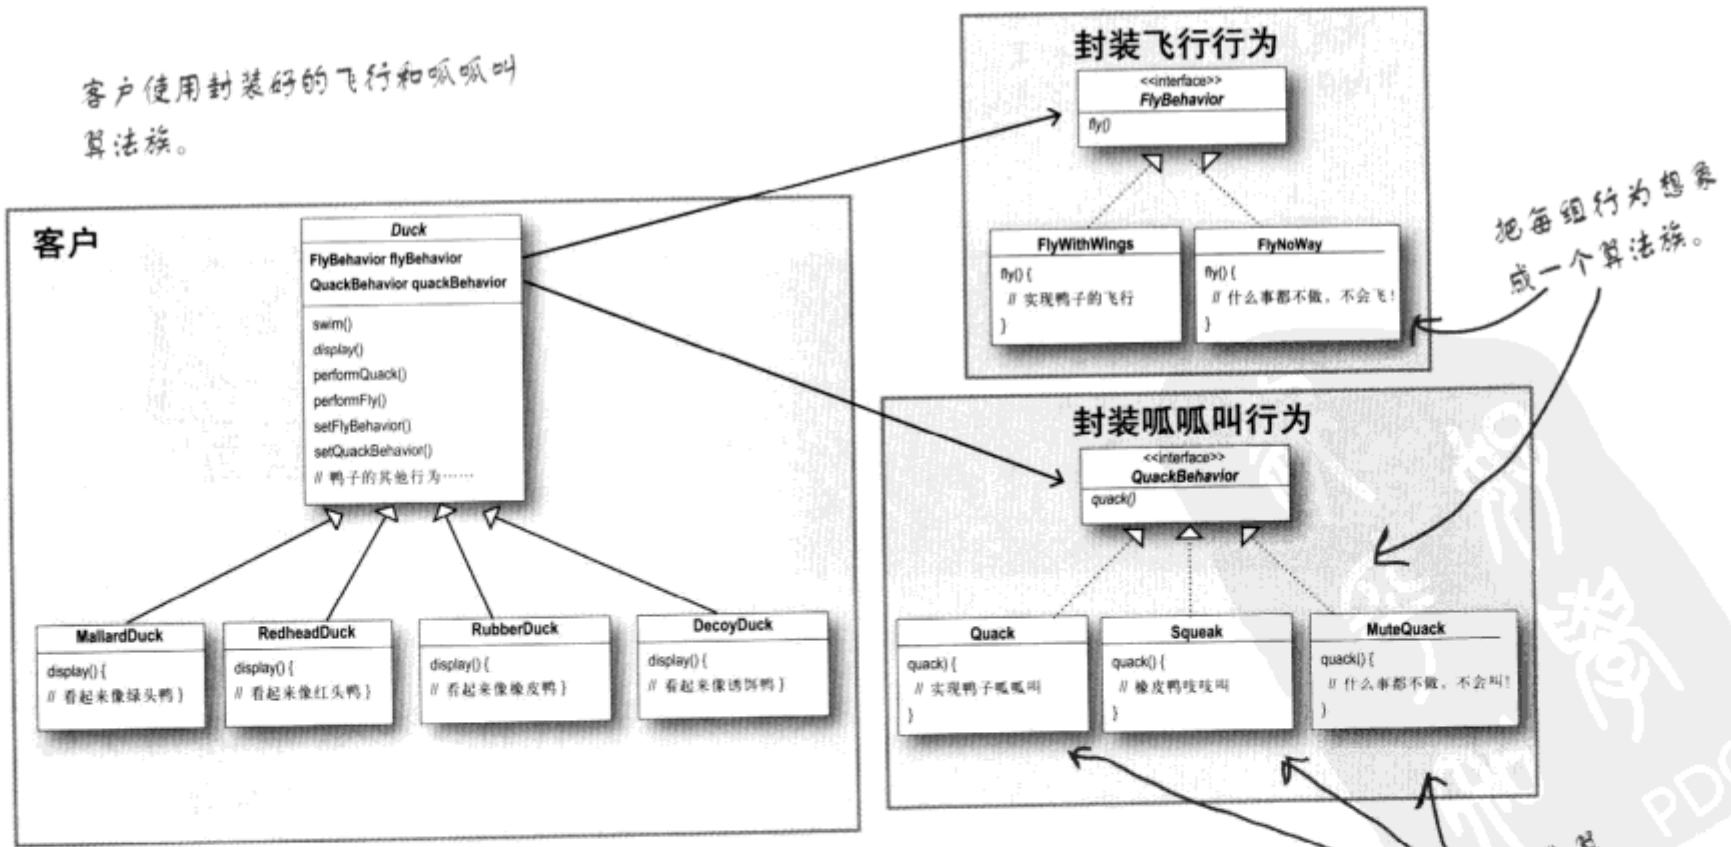 客户使用封装好的飞行和呱呱叫
算法族。
客户
Duck
FlyBehavior flyBehavior
QuackBehavior quackBehavior
swim()
display()
performQuack()
performFly()
setFlyBehavior()
setQuackBehavior()
// 鸭子的其他行为……
MallardDuck
display() {
// 看起来像绿头鸭 }
RedheadDuck
display() {
// 看起来像红头鸭 }
RubberDuck
display() {
// 看起来像橡皮鸭 }
DecoyDuck
display() {
// 看起来像诱饵鸭 }
封装飞行行为
<<interface>>
FlyBehavior
fly()
FlyWithWings
fly() {
// 实现鸭子的飞行
}
FlyNoWay
fly() {
// 什么事都不做，不会飞！
}
把每组行为想象
成一个算法族。
封装呱呱叫行为
<<interface>>
QuackBehavior
quack()
Quack
quack) {
// 实现鸭子呱呱叫
}
Squeak
quack() {
// 橡皮鸭吱吱叫
}
MuteQuack
quack() {
// 什么事都不做，不会叫！
}